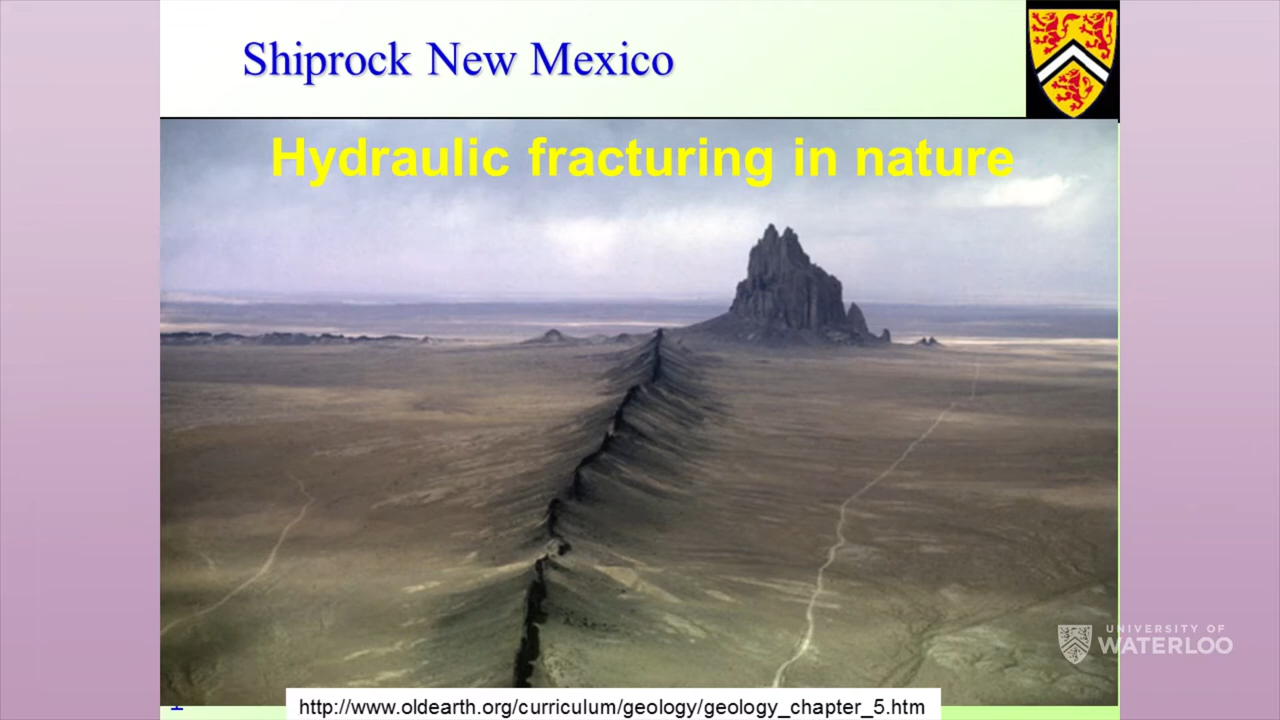 Shiprock New Mexico
Hydraulic fracturing in nature
UNIVERSITY OF
WATERLOO
http://www.oldearth.org/curriculum/geology/geology_chapter_5.htm